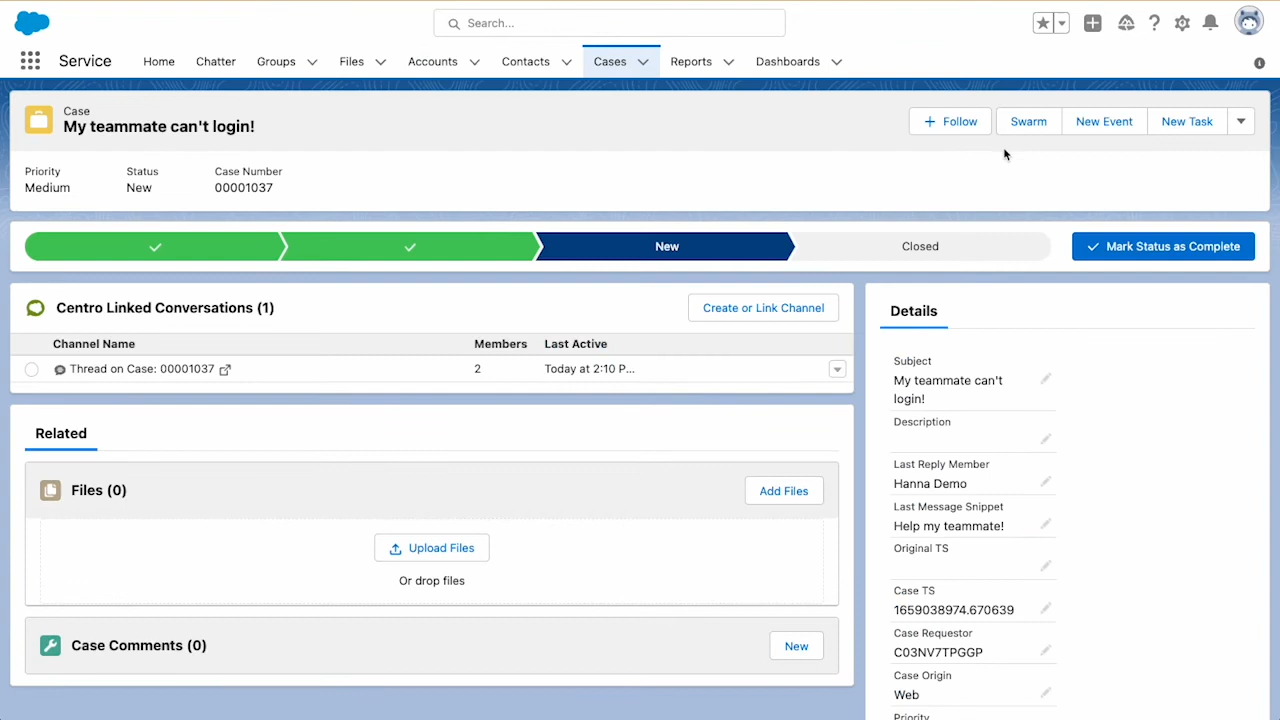 Search...
Service
Home
Chatter
Groups
Files
Accounts
Contacts
Cases
Reports
Dashboards
Case
My teammate can't login!
Follow
Swarm
New Event
New Task
Priority
Status
Case Number
Medium
New
00001037
New
Closed
Mark Status as Complete
Centro Linked Conversations (1)
Create or Link Channel
Channel Name
Members
Last Active
Thread on Case: 00001037
2
Today at 2:10 P...
Related
Files (0)
Add Files
Upload Files
Or drop files
Case Comments (0)
New
Details
Subject
My teammate can't
login!
Description
Last Reply Member
Hanna Demo
Last Message Snippet
Help my teammate!
Original TS
Case TS
1659038974.670639
Case Requestor
C03NV7TPGGP
Case Origin
Web
Priority